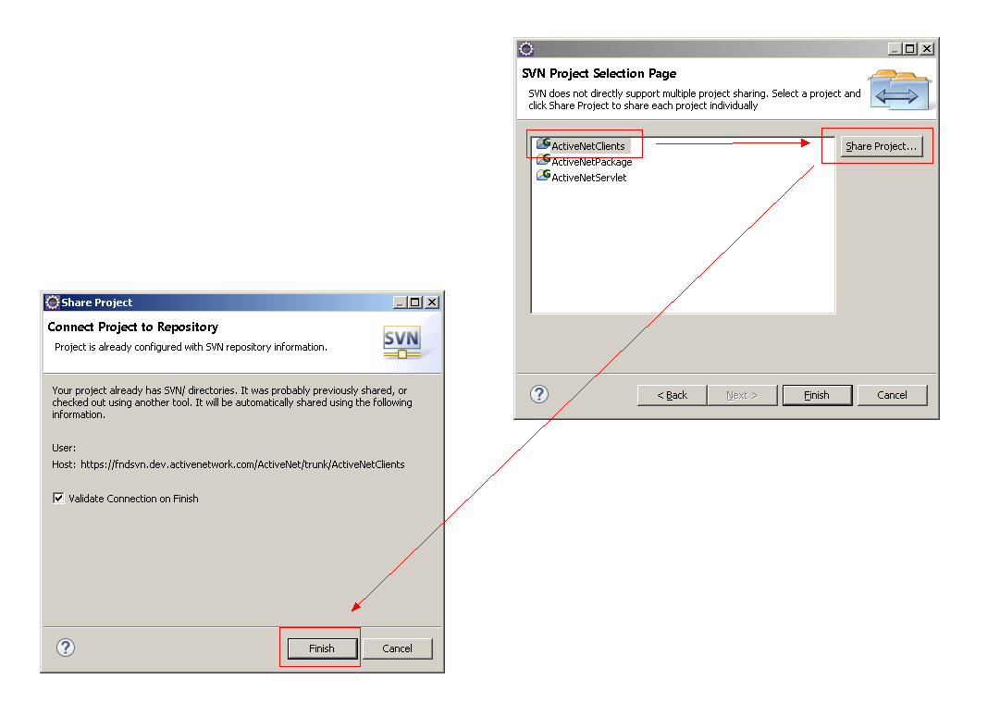 SVN Project Selection Page
SVN does not directly support multiple project sharing. Select a project and
click Share Project to share each project individually
ActiveNetClients
Share Project...
ActiveNetPackage
ActiveNetServlet
< Back
Next >
Finish
Cancel
Share Project
Connect Project to Repository
Project is already configured with SVN repository information.
SVN
Your project already has SVN/ directories. It was probably previously shared, or
checked out using another tool. It will be automatically shared using the following
information.
User:
Host: https://fndsvn.dev.activenetwork.com/ActiveNet/trunk/ActiveNetClients
Validate Connection on Finish
Finish
Cancel